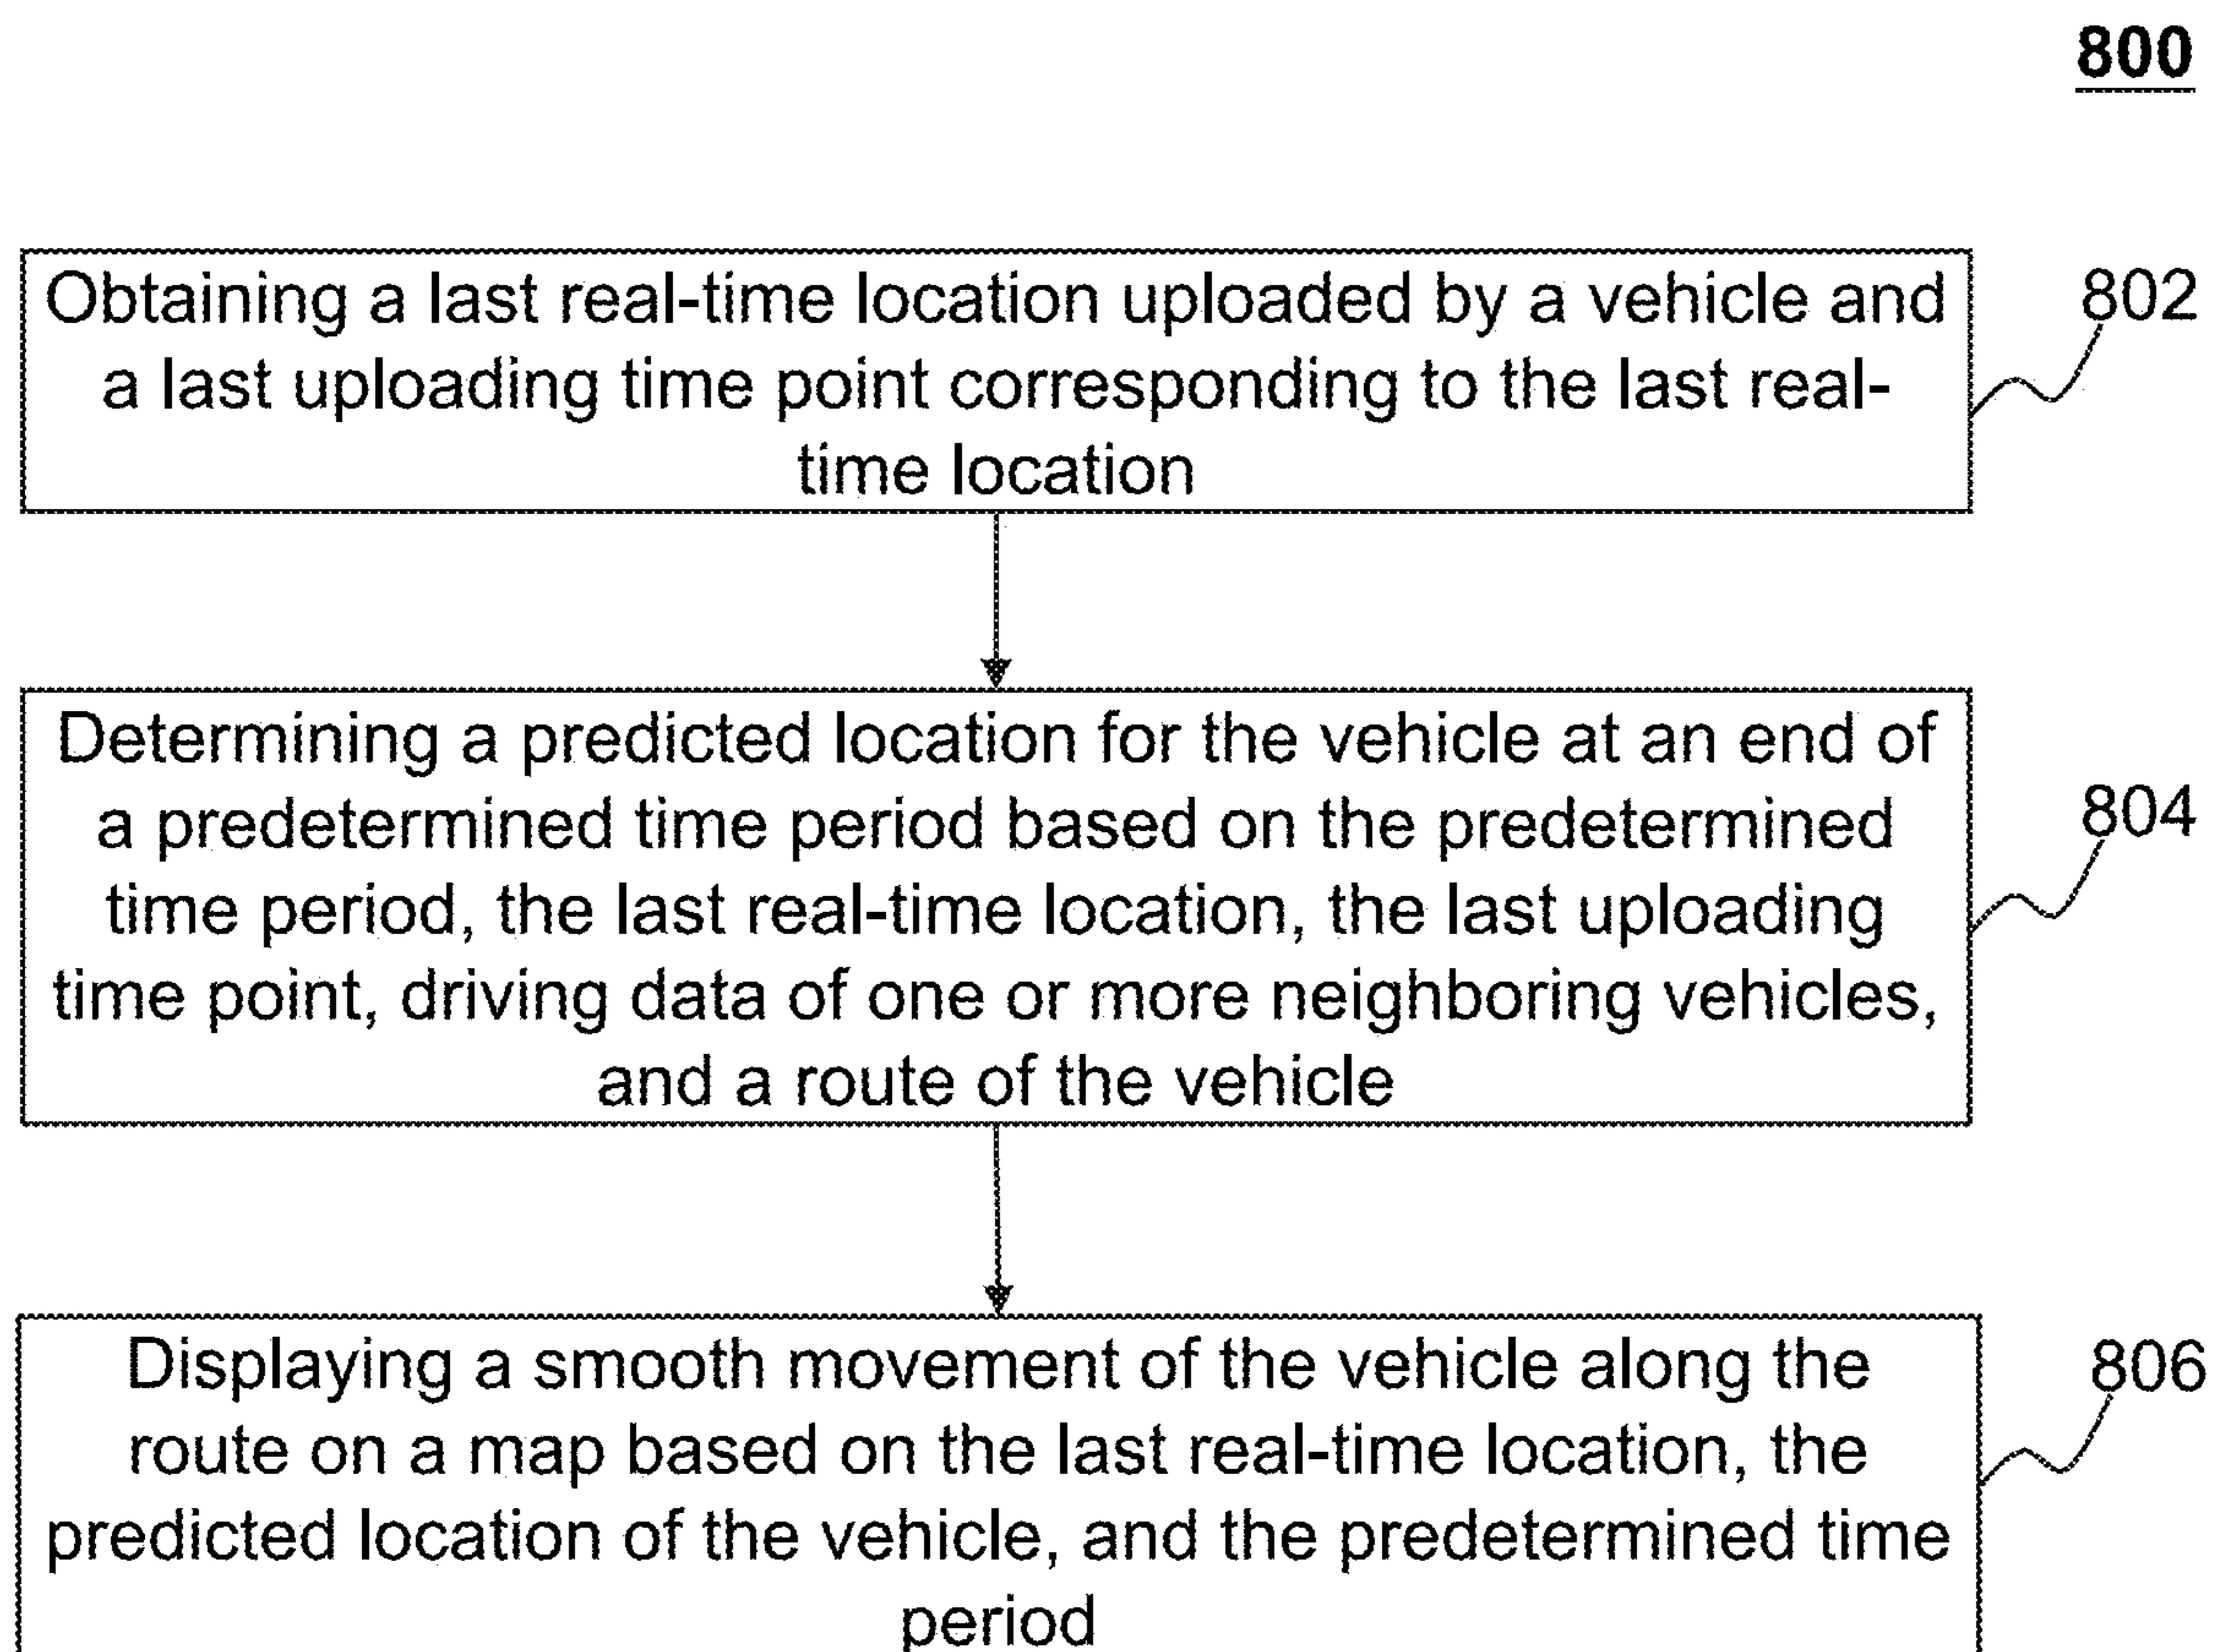 800
Obtaining a last real-time location uploaded by a vehicle and
a last uploading time point corresponding to the last real-
time location
802
Determining a predicted location for the vehicle at an end of
a predetermined time period based on the predetermined
time period, the last real-time location, the last uploading
time point, driving data of one or more neighboring vehicles,
and a route of the vehicle
804
Displaying a smooth movement of the vehicle along the
route on a map based on the last real-time location, the
predicted location of the vehicle, and the predetermined time
period
806